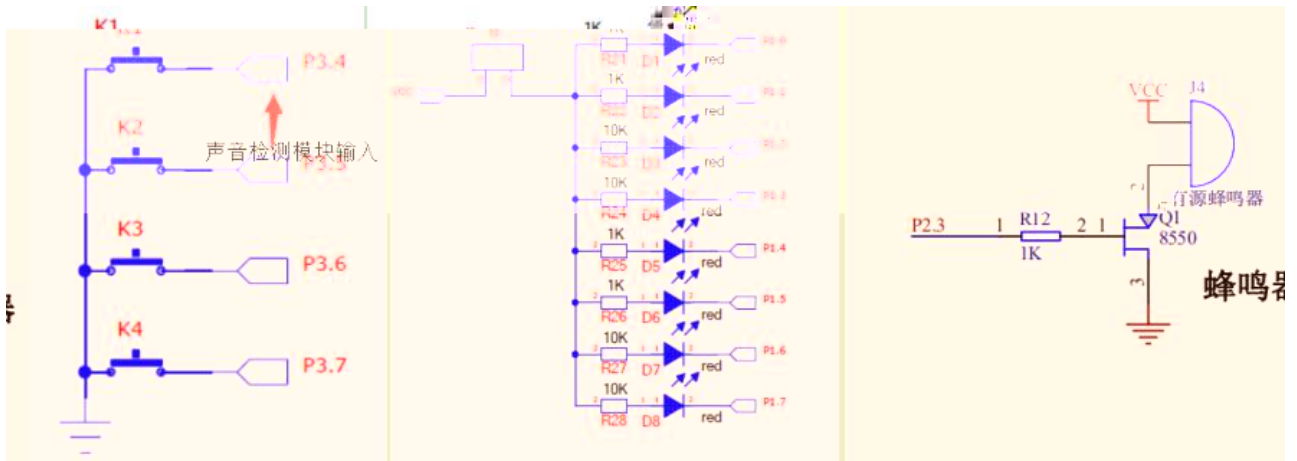 K1
P3.4
K2
声音检测模块输入
P3.5
K3
P3.6
K4
P3.7
1K
R21 D1 red
1K
D2 red
10K
R23 red
10K
R24 D4 red
1K
R25 D5 red P1.4
1K
R26 D6 red P1.5
10K
R27 D7 red P1.6
10K
R28 D8 red P1.7
VCC J4
2
有源蜂鸣器
P2.3 1 R12 2 1 Q1
1K 8550
3
蜂鸣器
器